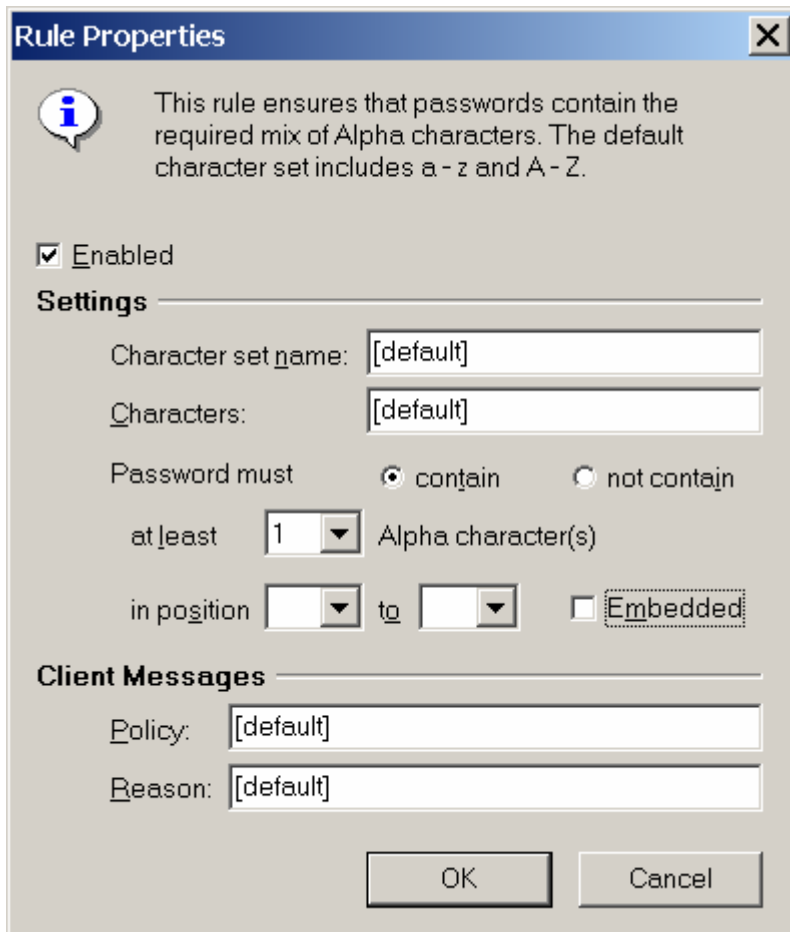 Rule Properties
This rule ensures that passwords contain the
required mix of Alpha characters. The default
character set includes a - z and A - Z.
Enabled
Settings
Character set name: [default]
Characters: [default]
Password must contain not contain
at least 1 Alpha character(s)
in position to Embedded
Client Messages
Policy: [default]
Reason: [default]
OK Cancel